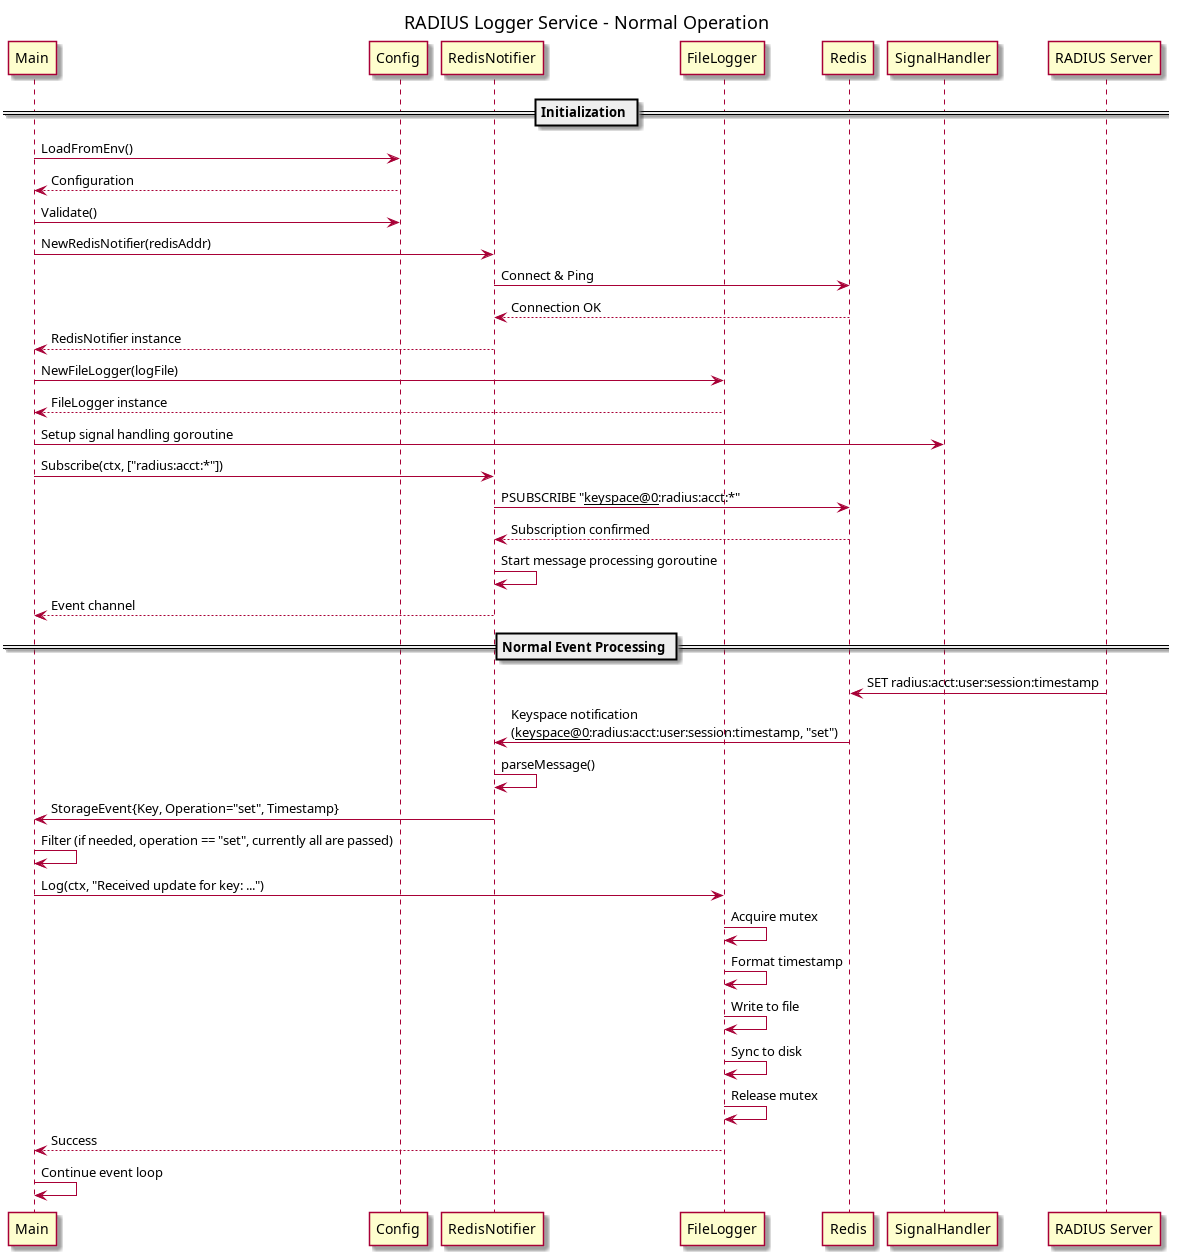 RADIUS Logger Service - Normal Operation
Main Config RedisNotifier FileLogger Redis SignalHandler RADIUS Server
Initialization
LoadFromEnv()
Configuration
Validate()
NewRedisNotifier(redisAddr)
Connect & Ping
Connection OK
RedisNotifier instance
NewFileLogger(logFile)
FileLogger instance
Setup signal handling goroutine
Subscribe(ctx, ["radius:acct:*"])
PSUBSCRIBE "keyspace@0:radius:acct:*"
Subscription confirmed
Start message processing goroutine
Event channel
Normal Event Processing
SET radius:acct:user:session:timestamp
Keyspace notification
(keyspace@0:radius:acct:user:session:timestamp, "set")
parseMessage()
StorageEvent{Key, Operation="set", Timestamp}
Filter (if needed, operation == "set", currently all are passed)
Log(ctx, "Received update for key: ...")
Acquire mutex
Format timestamp
Write to file
Sync to disk
Release mutex
Success
Continue event loop
Main Config RedisNotifier FileLogger Redis SignalHandler RADIUS Server